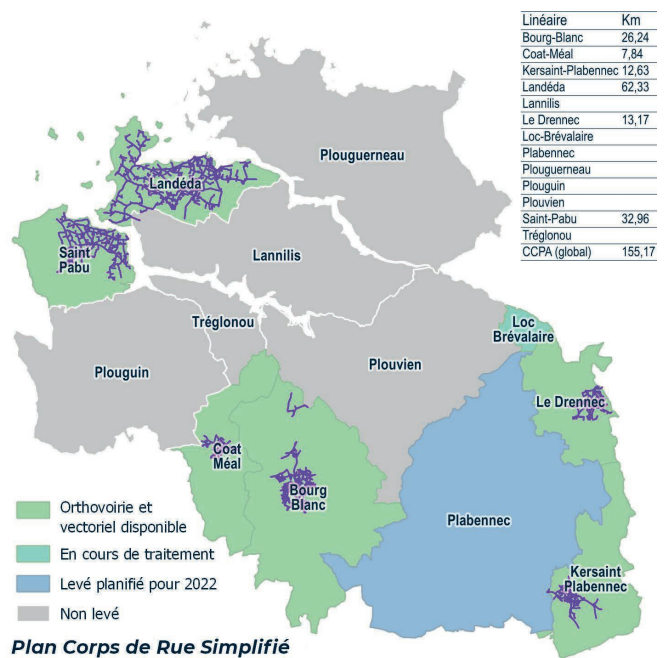 Linéaire Km
Bourg-Blanc 26,24
Coat-Méal 7,84
Kersaint-Plabennec 12,63
Landéda 62,33
Lannilis
Le Drennec 13,17
Loc-Brévalaire
Plabennec
Plouguerneau
Plouguin
Plouvien
Saint-Pabu 32,96
Tréglonou
CCPA (global) 155,17
Plouguerneau
Landéda
Saint
Pabu
Lannilis
Tréglonou
Loc
Brévalaire
Plouvien
Plouguin
Le Drennec
Coat
Méal
Bourg
Blanc
Plabennec
Kersaint
Plabennec
Orthovoirie et
vectoriel disponible
En cours de traitement
Levé planifié pour 2022
Non levé
Plan Corps de Rue Simplifié